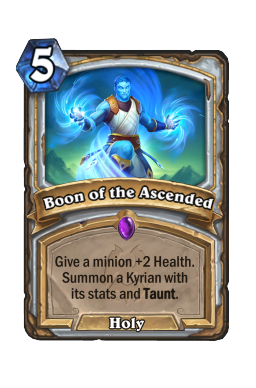 5
Boon of the Ascended
Give a minion +2 Health.
Summon a Kyrian with
its stats and Taunt.
Holy